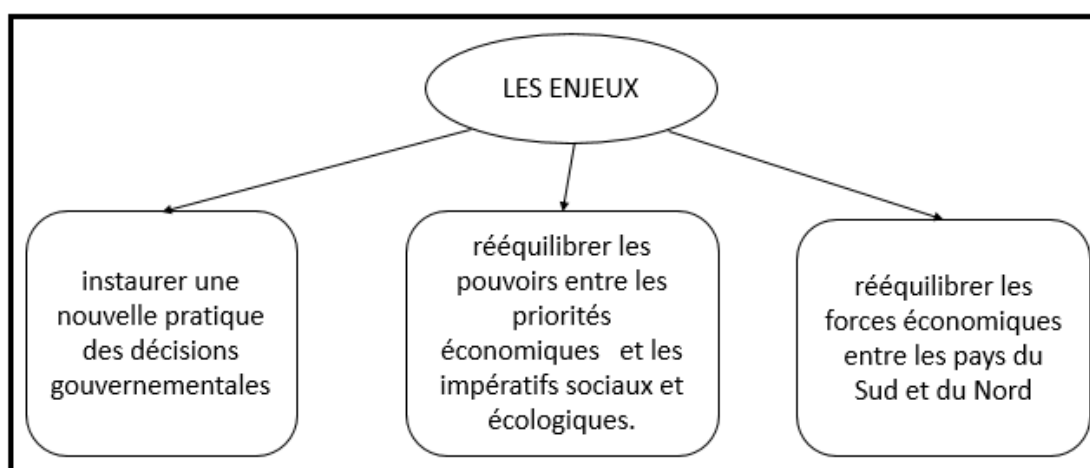 LES ENJEUX
instaurer une
nouvelle pratique
des décisions
gouvernementales
rééquilibrer les
pouvoirs entre les
priorités
économiques et les
impératifs sociaux et
écologiques.
rééquilibrer les
forces économiques
entre les pays du
Sud et du Nord